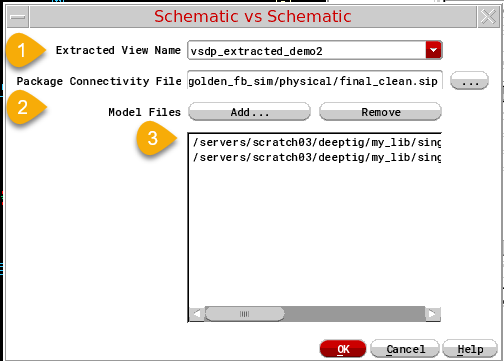 Schematic vs Schematic
1
Extracted View Name
vsdp_extracted_demo2
Package Connectivity File
golden_fb_sim/physical/final_clean.sip
...
2
Model Files
Add...
Remove
3
/servers/scratch03/deeptig/my_lib/sing
/servers/scratch03/deeptig/my_lib/sing
OK
Cancel
Help